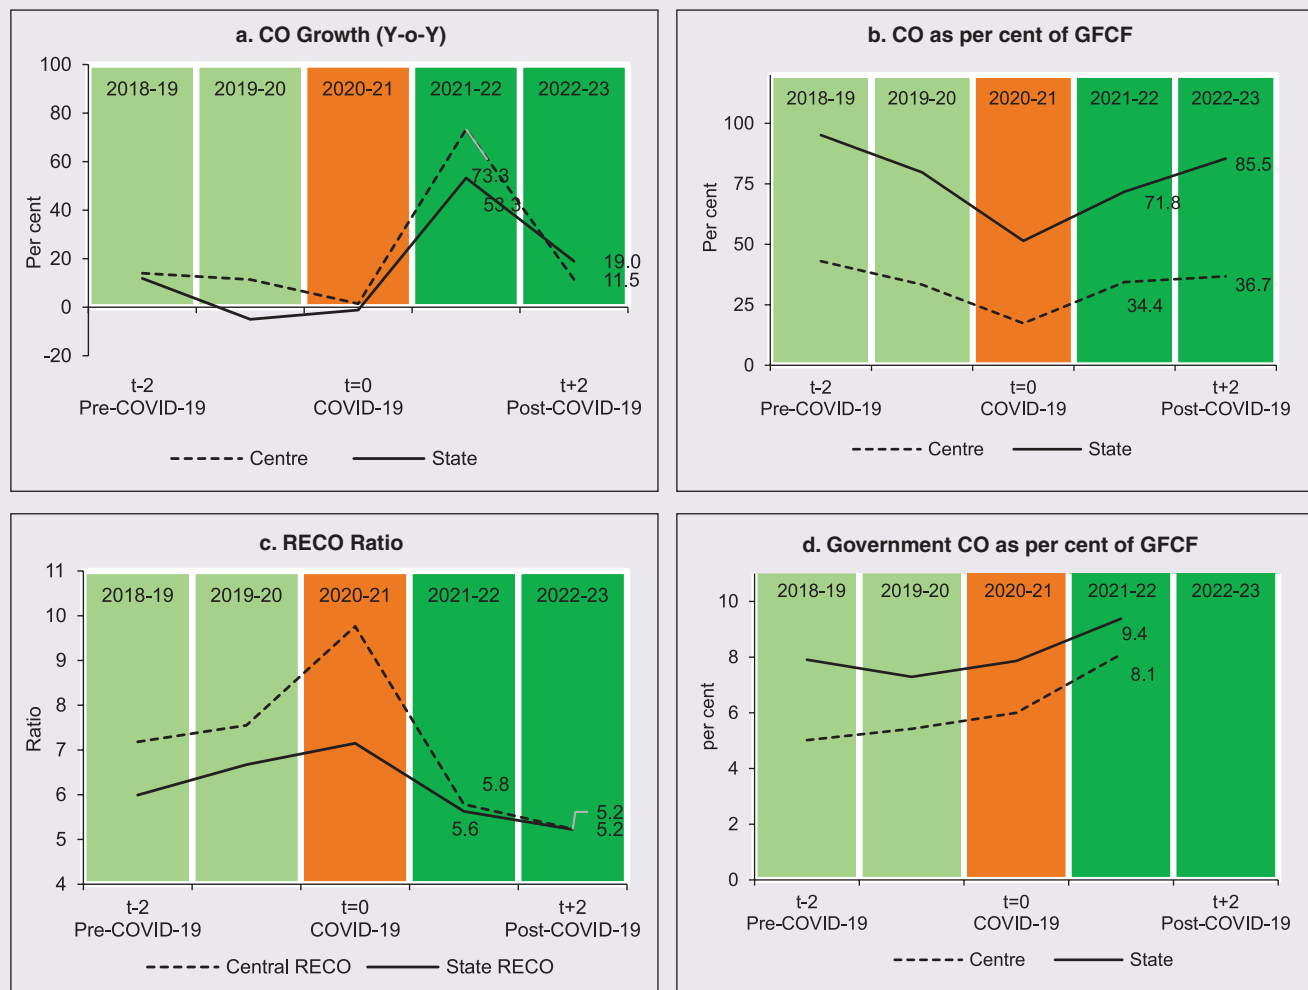 a. CO Growth (Y-o-Y)
Per cent
100
80
60
40
20
0
-20
2018-19
2019-20
2020-21
2021-22
2022-23
73.3
53.3
19.0
11.5
t-2
Pre-COVID-19
t=0
COVID-19
t+2
Post-COVID-19
Centre
State
b. CO as per cent of GFCF
Per cent
100
75
50
25
0
2018-19
2019-20
2020-21
2021-22
2022-23
85.5
71.8
36.7
34.4
t-2
Pre-COVID-19
t=0
COVID-19
t+2
Post-COVID-19
Centre
State
c. RECO Ratio
Ratio
11
10
9
8
7
6
5
4
2018-19
2019-20
2020-21
2021-22
2022-23
5.8
5.6
5.2
5.2
t-2
Pre-COVID-19
t=0
COVID-19
t+2
Post-COVID-19
Central RECO
State RECO
d. Government CO as per cent of GFCF
per cent
10
8
6
4
2
0
2018-19
2019-20
2020-21
2021-22
2022-23
9.4
8.1
t-2
Pre-COVID-19
t=0
COVID-19
t+2
Post-COVID-19
Centre
State